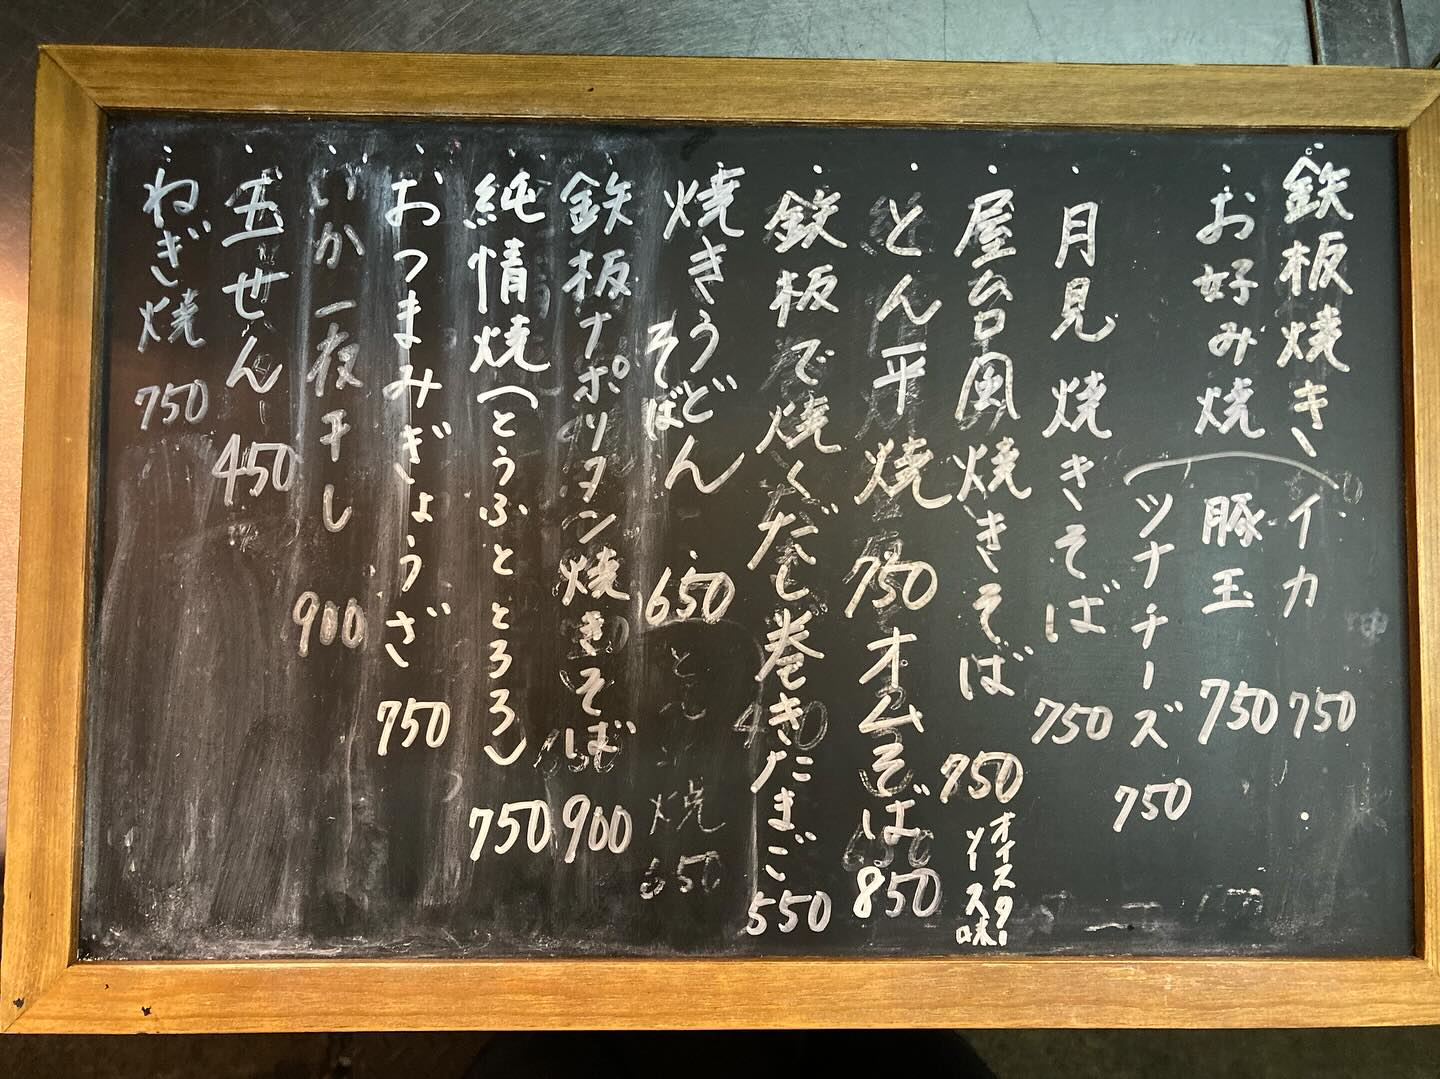 ・鉄板焼き イカ 750
・お好み焼 豚玉 750
ツナチーズ 750
・月見焼きそば 750
・屋台風焼きそば 750 オイスターソース味
・とん平焼 750 オムそば 850
・鉄板で焼くだし巻きたまご 550
・焼きうどん 650
そば
・鉄板ナポリタン焼きそば 900
・純情焼(とうふととろろ) 750
・おつまみぎょうざ 750
・いか一夜干し 900
・玉せん 450
・ねぎ焼 750